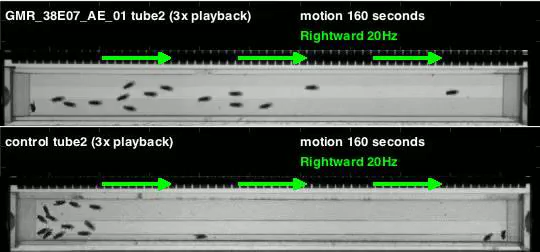 GMR_38E07_AE_01 tube2 (3x playback)
motion 160 seconds
Rightward 20Hz
control tube2 (3x playback)
motion 160 seconds
Rightward 20Hz